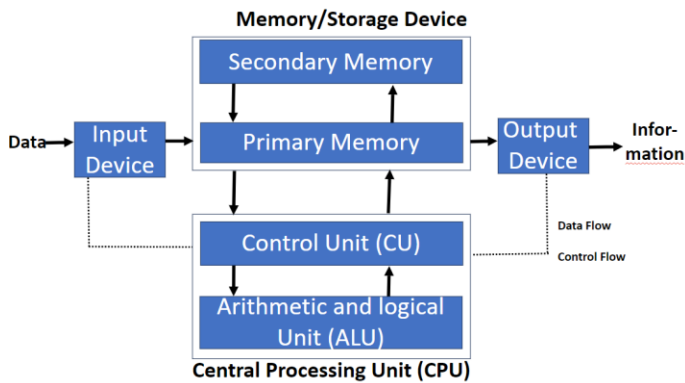 Memory/Storage Device
Secondary Memory
Data
Input
Device
Primary Memory
Output
Device
Infor-
mation
Control Unit (CU)
Data Flow
Control Flow
Arithmetic and logical
Unit (ALU)
Central Processing Unit (CPU)